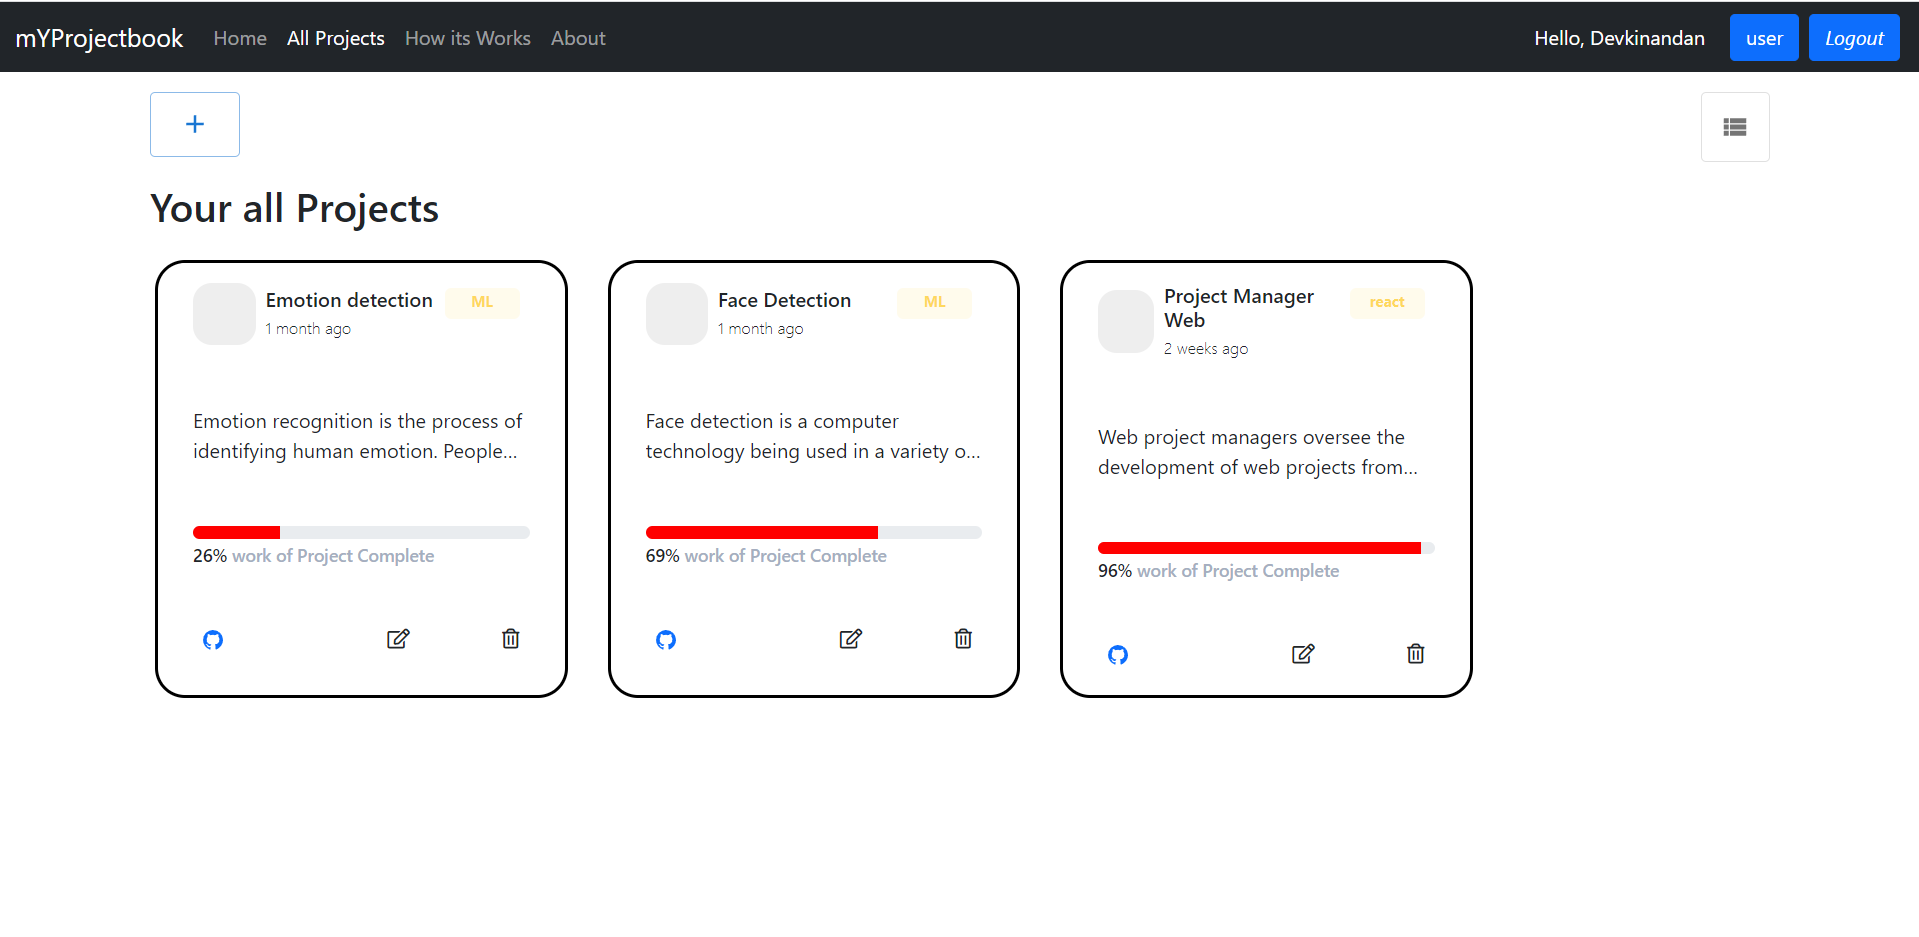 mYProjectbook Home All Projects How its Works About Hello, Devkinandan user Logout
+
Your all Projects
Emotion detection ML
1 month ago
Emotion recognition is the process of
identifying human emotion. People...
26% work of Project Complete
Face Detection ML
1 month ago
Face detection is a computer
technology being used in a variety o...
69% work of Project Complete
Project Manager
Web
react
2 weeks ago
Web project managers oversee the
development of web projects from...
96% work of Project Complete